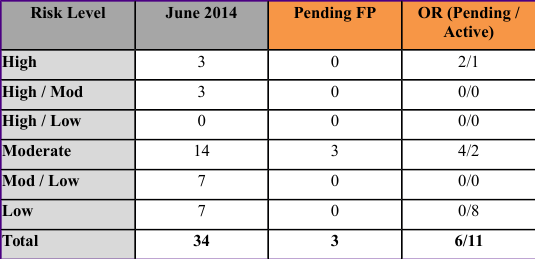 Risk Level June 2014 Pending FP OR (Pending /
Active)
High 3 0 2/1
High / Mod 3 0 0/0
High / Low 0 0 0/0
Moderate 14 3 4/2
Mod / Low 7 0 0/0
Low 7 0 0/8
Total 34 3 6/11